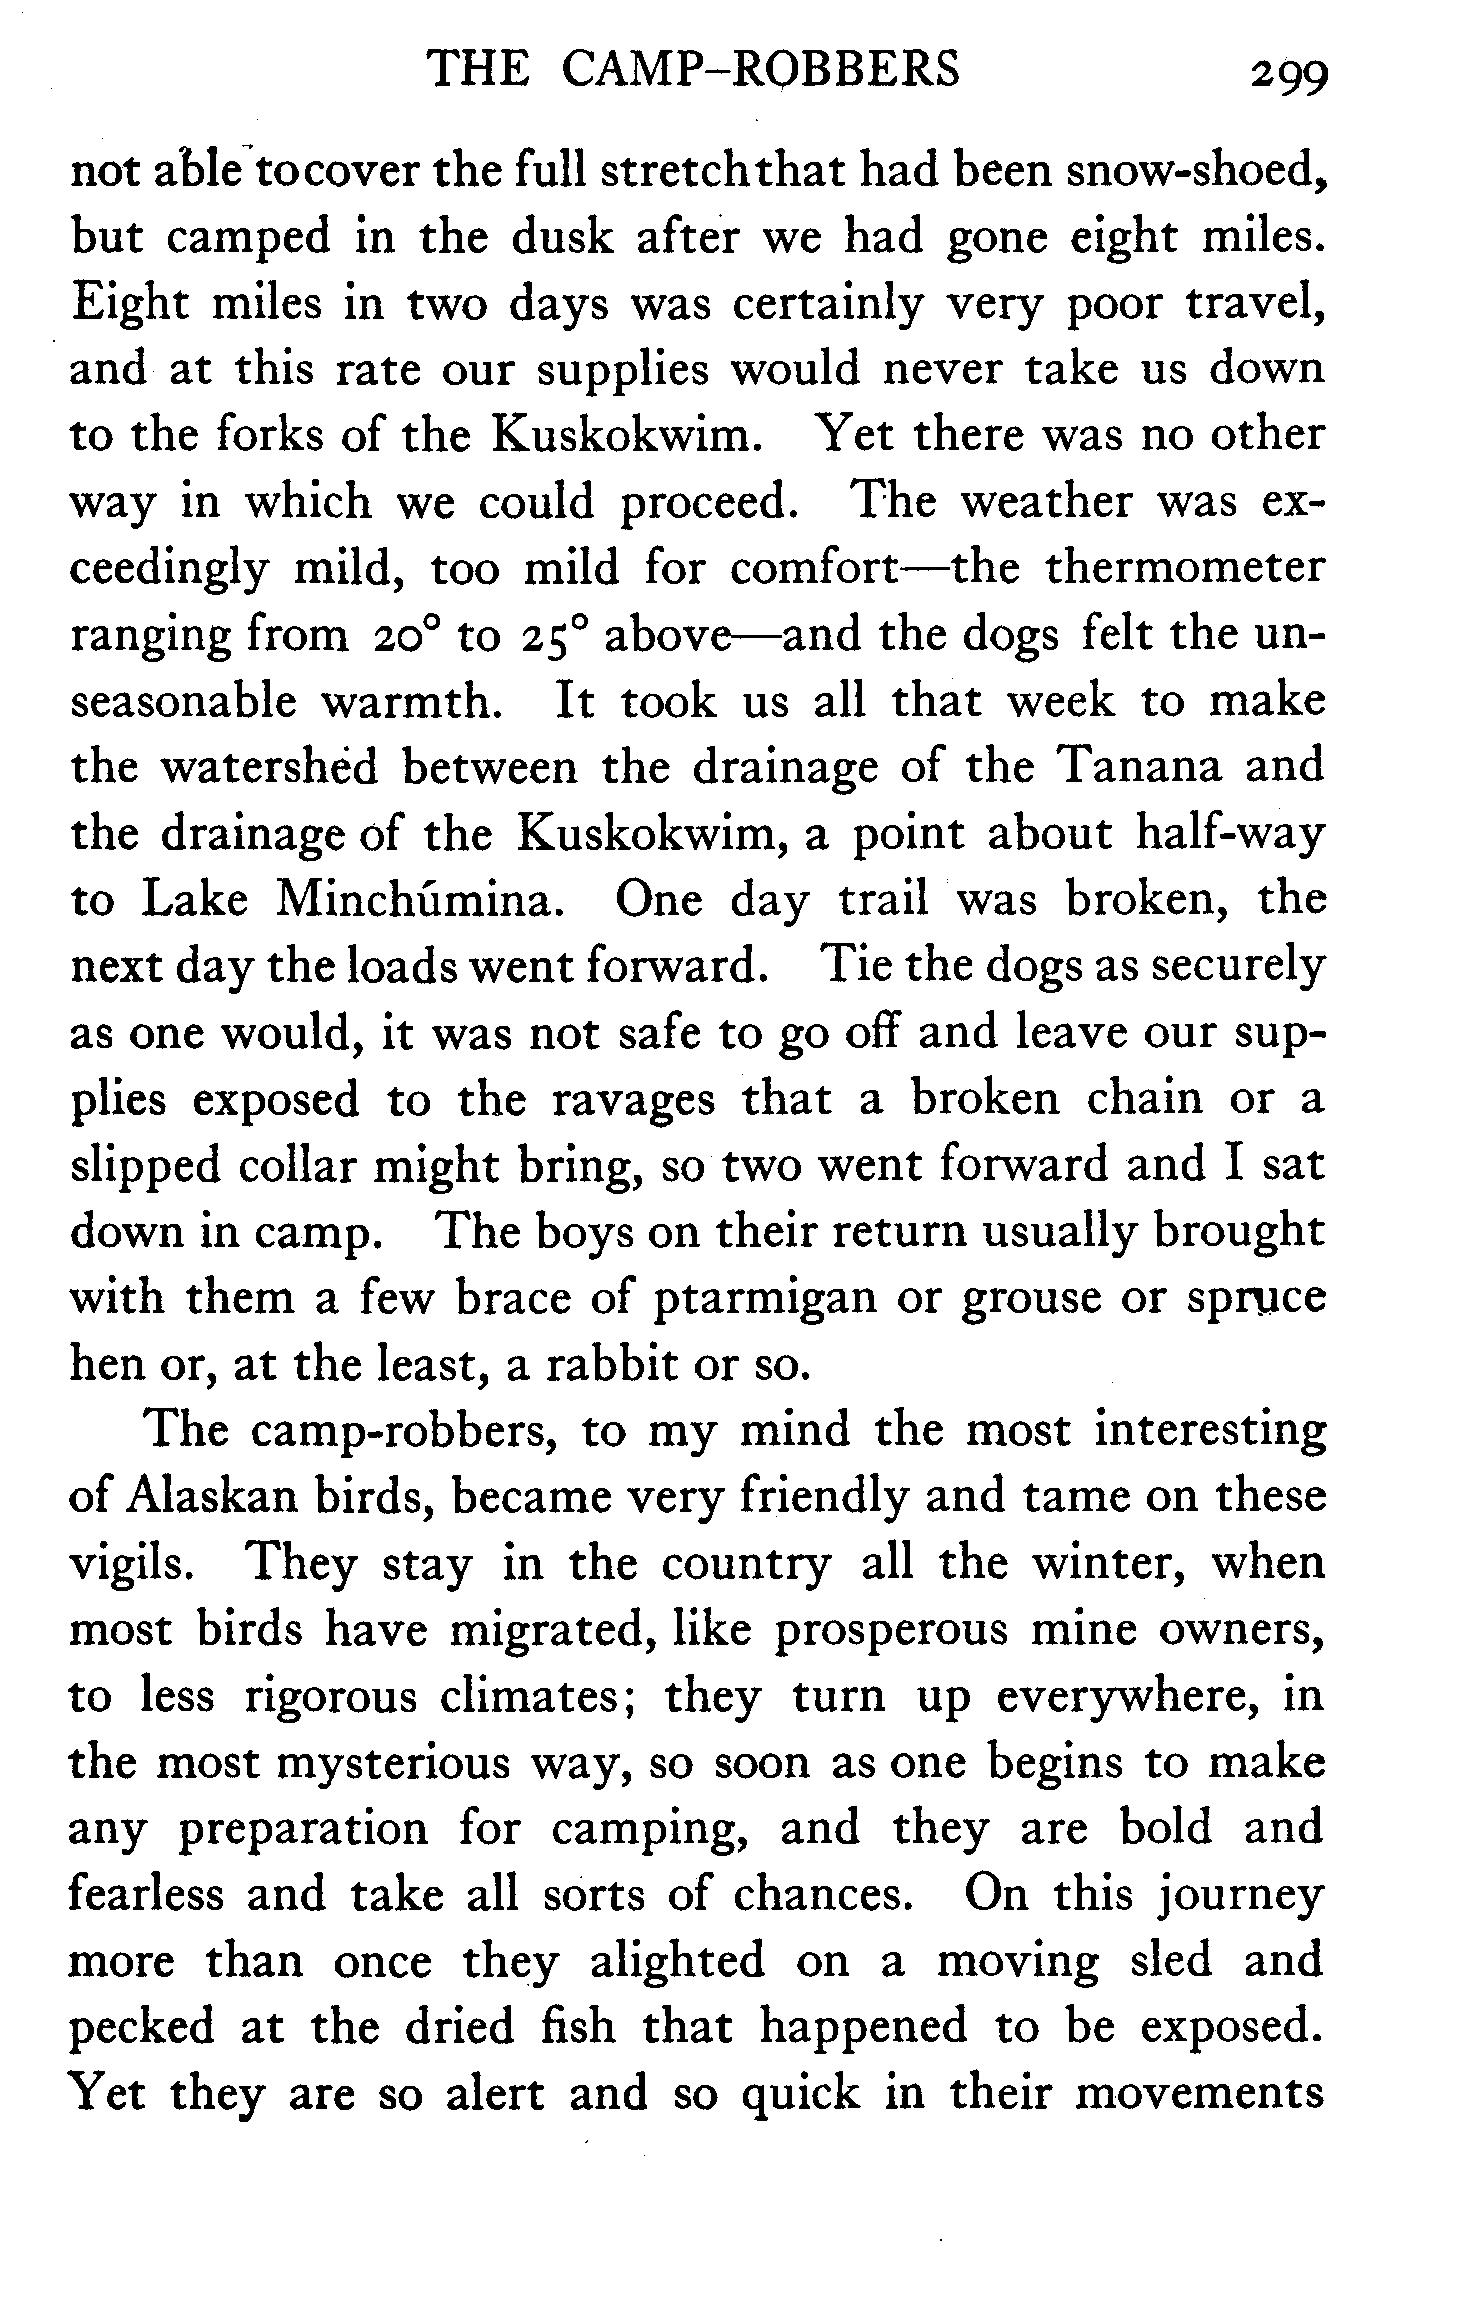 THE CAMP-ROBBERS 299
not able to cover the full stretch that had been snow-shoed,
but camped in the dusk after we had gone eight miles.
Eight miles in two days was certainly very poor travel,
and at this rate our supplies would never take us down
to the forks of the Kuskokwim. Yet there was no other
way in which we could proceed. The weather was ex-
ceedingly mild, too mild for comfort—the thermometer
ranging from 20° to 25° above—and the dogs felt the un-
seasonable warmth. It took us all that week to make
the watershed between the drainage of the Tanana and
the drainage of the Kuskokwim, a point about half-way
to Lake Minchúmina. One day trail was broken, the
next day the loads went forward. Tie the dogs as securely
as one would, it was not safe to go off and leave our sup-
plies exposed to the ravages that a broken chain or a
slipped collar might bring, so two went forward and I sat
down in camp. The boys on their return usually brought
with them a few brace of ptarmigan or grouse or spruce
hen or, at the least, a rabbit or so.
The camp-robbers, to my mind the most interesting
of Alaskan birds, became very friendly and tame on these
vigils. They stay in the country all the winter, when
most birds have migrated, like prosperous mine owners,
to less rigorous climates; they turn up everywhere, in
the most mysterious way, so soon as one begins to make
any preparation for camping, and they are bold and
fearless and take all sorts of chances. On this journey
more than once they alighted on a moving sled and
pecked at the dried fish that happened to be exposed.
Yet they are so alert and so quick in their movements